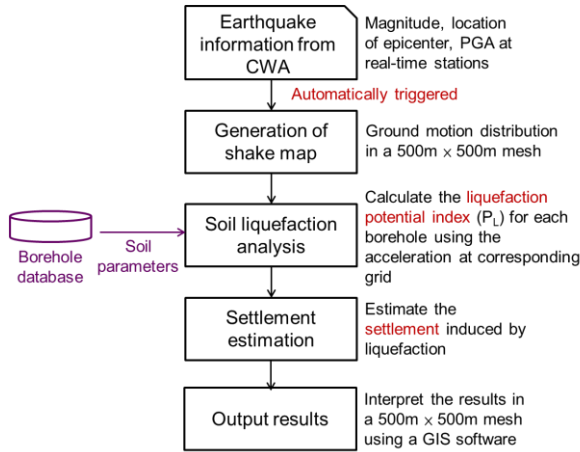 Earthquake
information from
CWA
Magnitude, location
of epicenter, PGA at
real-time stations
Automatically triggered
Generation of
shake map
Ground motion distribution
in a 500m × 500m mesh
Borehole
database
Soil
parameters
Soil liquefaction
analysis
Calculate the liquefaction
potential index (PL) for each
borehole using the
acceleration at corresponding
grid
Settlement
estimation
Estimate the
settlement induced by
liquefaction
Output results
Interpret the results in
a 500m × 500m mesh
using a GIS software